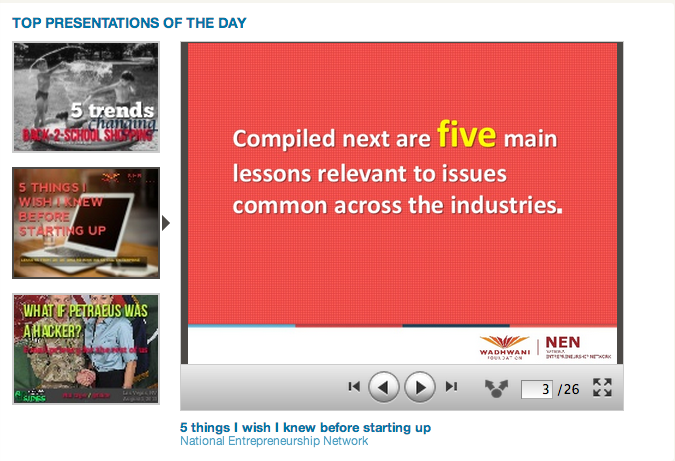 TOP PRESENTATIONS OF THE DAY
5 trends
changing
BACK-2-SCHOOL SHOPPING
5 THINGS I
WISH I KNEW
BEFORE
STARTING UP
WHAT IF PETRAEUS WAS
A HACKER?
Compiled next are five main
lessons relevant to issues
common across the industries.
WADHWANI
FOUNDATION
NEN
NATIONAL
ENTREPRENEURSHIP NETWORK
3 /26
5 things I wish I knew before starting up
National Entrepreneurship Network